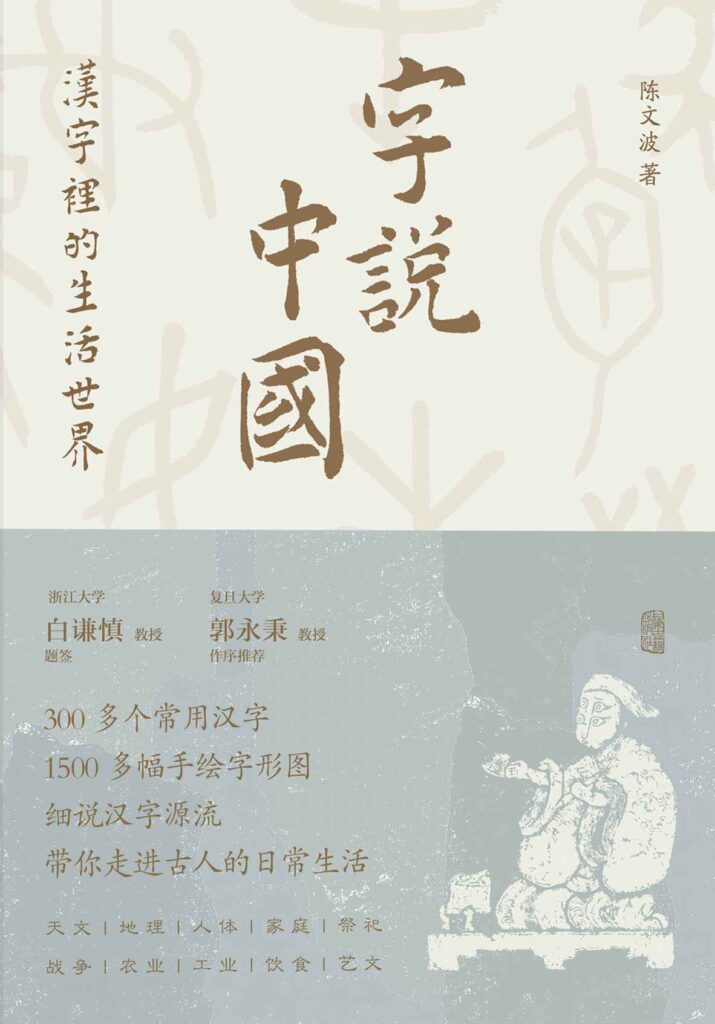 字說
中國
漢字裡的生活世界
陈文波 著
浙江大学
白谦慎 教授
题签
复旦大学
郭永秉 教授
作序推荐
300 多个常用汉字
1500 多幅手绘字形图
细说汉字源流
带你走进古人的日常生活
天文 | 地理 | 人体 | 家庭 | 祭祀
战争 | 农业 | 工业 | 饮食 | 艺文